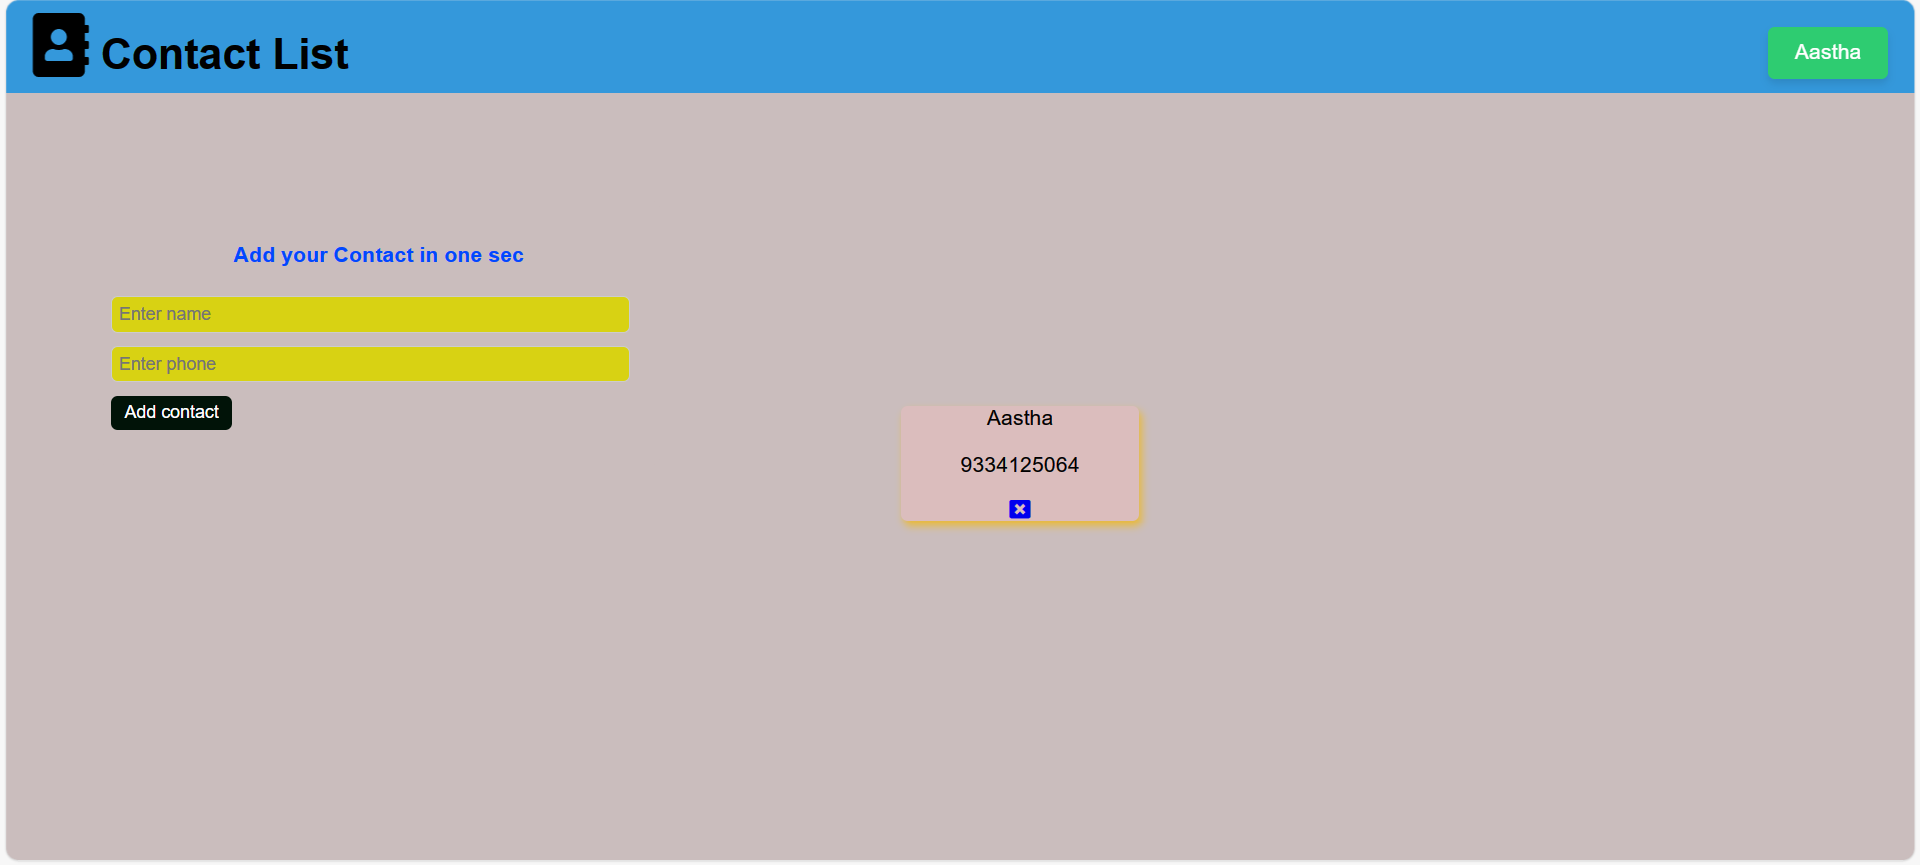 Contact List
Aastha
Add your Contact in one sec
Enter name
Enter phone
Add contact
Aastha
9334125064